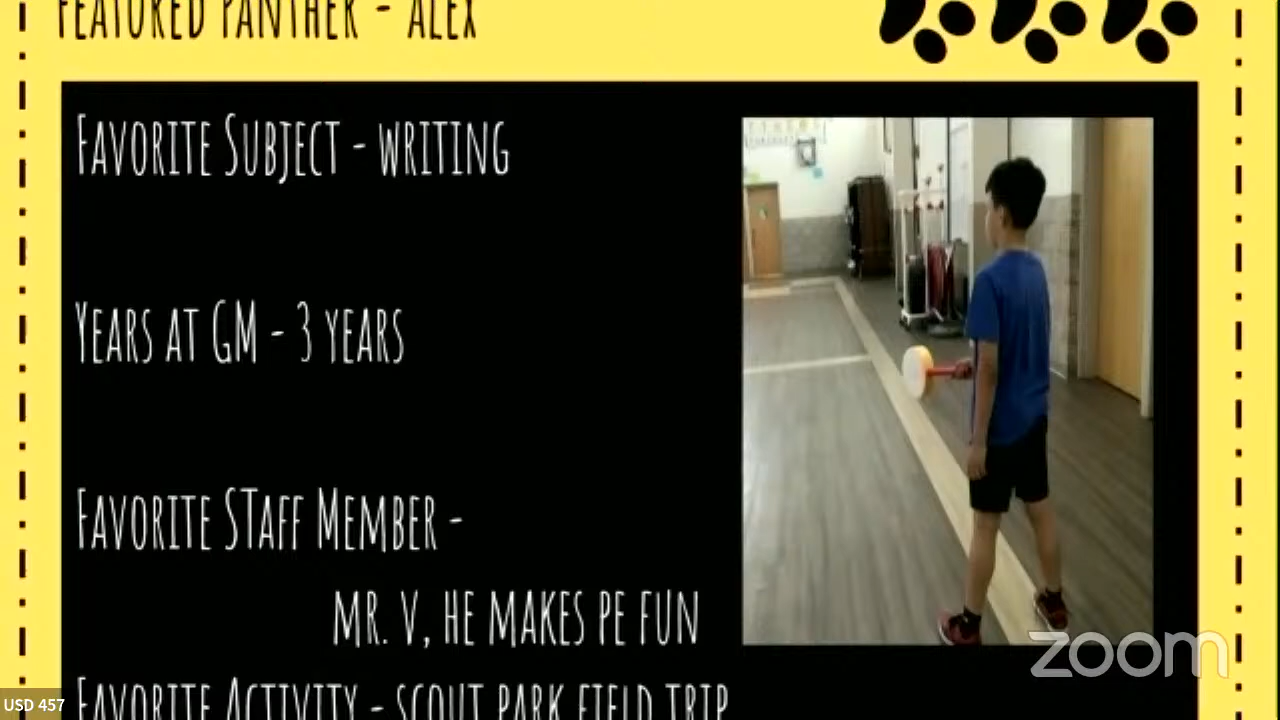 FEATURED PANTHER - ALEX
FAVORITE SUBJECT - WRITING
YEARS AT GM - 3 YEARS
FAVORITE STAFF MEMBER -
MR. V, HE MAKES PE FUN
FAVORITE ACTIVITY - SCOUT PARK FIELD TRIP
zoom
USD 457